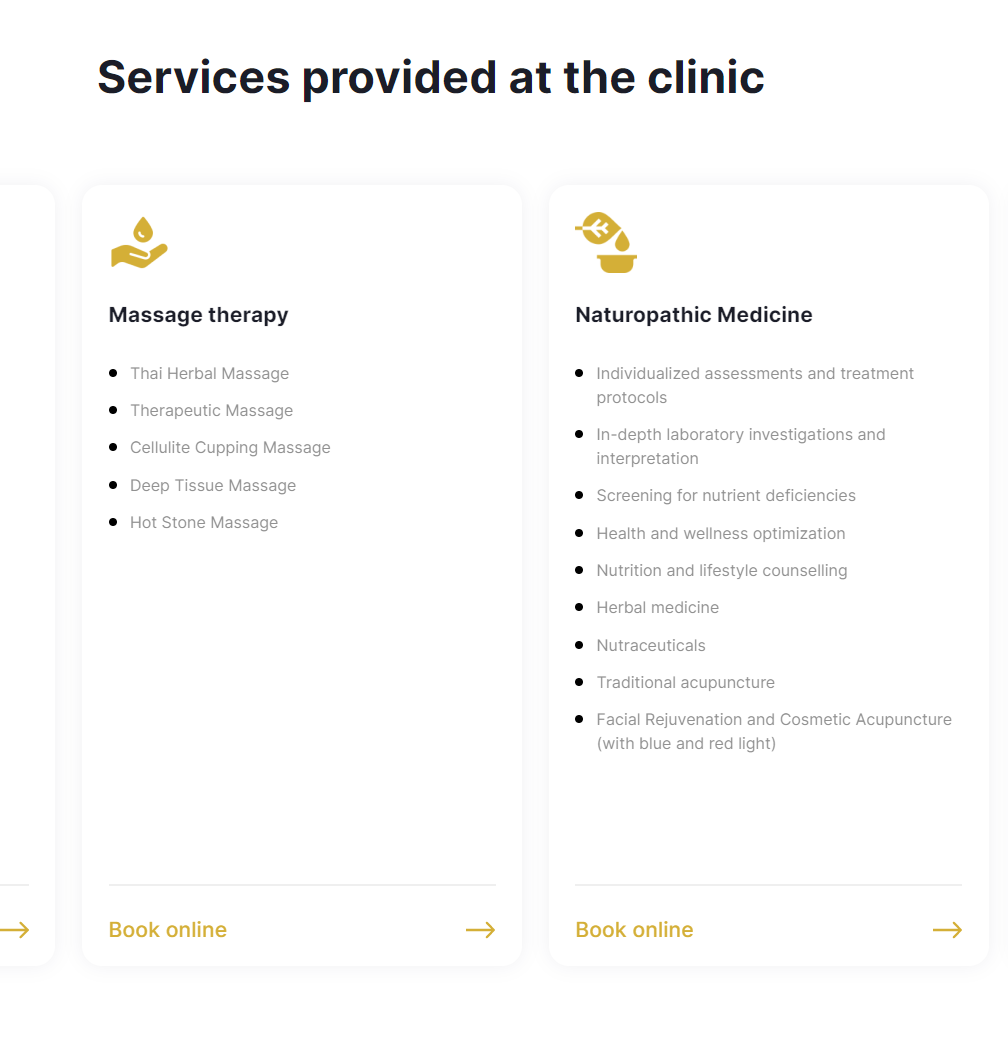 Services provided at the clinic
Massage therapy
Thai Herbal Massage
Therapeutic Massage
Cellulite Cupping Massage
Deep Tissue Massage
Hot Stone Massage
Book online
Naturopathic Medicine
Individualized assessments and treatment
protocols
In-depth laboratory investigations and
interpretation
Screening for nutrient deficiencies
Health and wellness optimization
Nutrition and lifestyle counselling
Herbal medicine
Nutraceuticals
Traditional acupuncture
Facial Rejuvenation and Cosmetic Acupuncture
(with blue and red light)
Book online